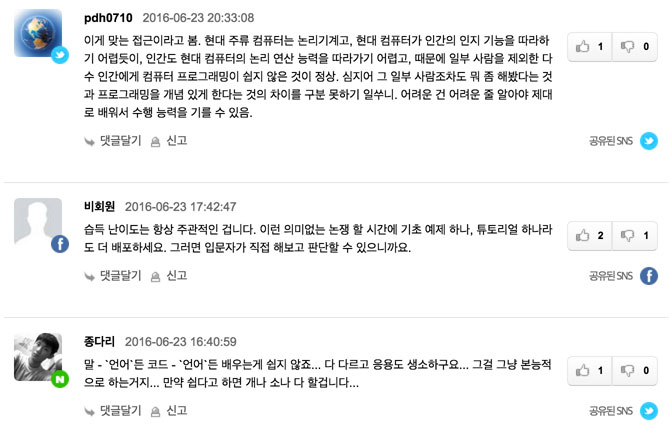 pdh0710 2016-06-23 20:33:08
이게 맞는 접근이라고 봄. 현대 주류 컴퓨터는 논리기계고, 현대 컴퓨터가 인간의 인지 기능을 따라하
기 어렵듯이, 인간도 현대 컴퓨터의 논리 연산 능력을 따라가기 어렵고, 때문에 일부 사람을 제외한 다
수 인간에게 컴퓨터 프로그래밍이 쉽지 않은 것이 정상. 심지어 그 일부 사람조차도 뭐 좀 해봤다는 것
과 프로그래밍을 개념 있게 한다는 것의 차이를 구분 못하기 일쑤니. 어려운 건 어려운 줄 알아야 제대
로 배워서 수행 능력을 기를 수 있음.
1 0
댓글달기 신고 공유된 SNS
비회원 2016-06-23 17:42:47
습득 난이도는 항상 주관적인 겁니다. 이런 의미없는 논쟁 할 시간에 기초 예제 하나, 튜토리얼 하나라
도 더 배포하세요. 그러면 입문자가 직접 해보고 판단할 수 있으니까요.
2 1
댓글달기 신고 공유된 SNS
종다리 2016-06-23 16:40:59
말 - `언어`든 코드 - `언어`든 배우는게 쉽지 않죠... 다 다르고 응용도 생소하구요... 그걸 그냥 본능적
으로 하는거지... 만약 쉽다고 하면 개나 소나 다 할겁니다...
1 0
댓글달기 신고 공유된 SNS